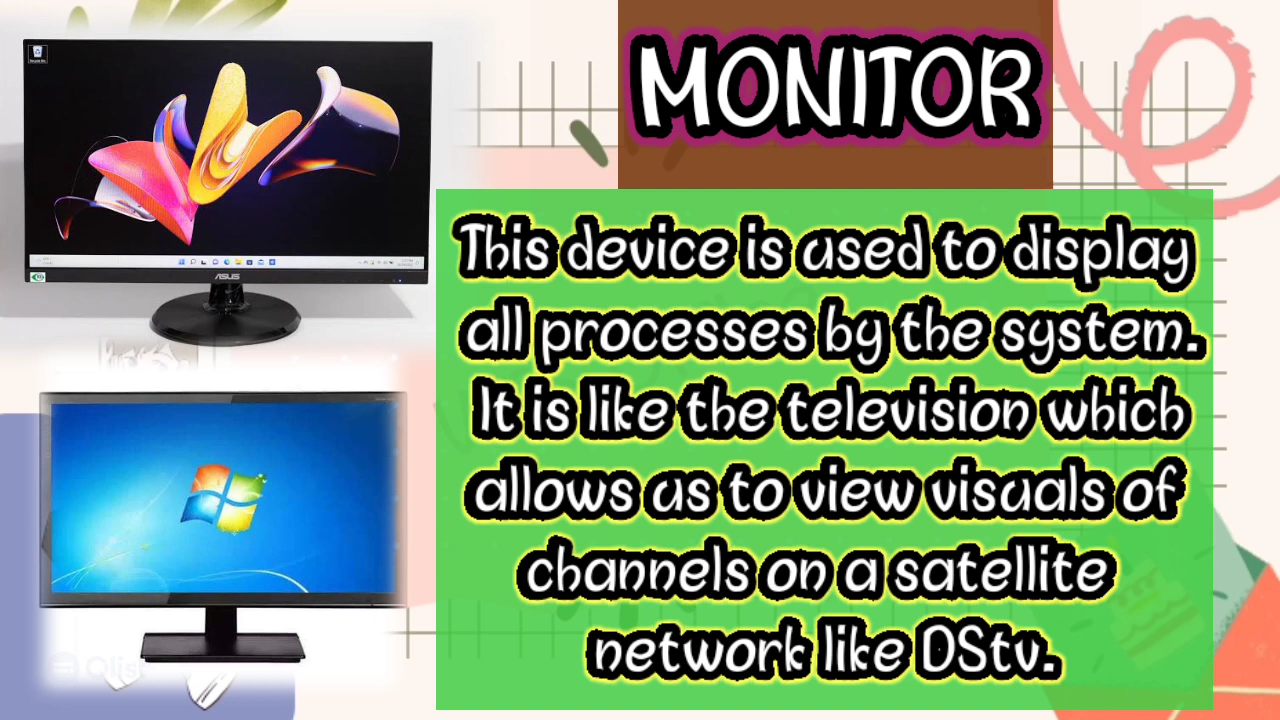 MONITOR
This device is used to display
all processes by the system.
It is like the television which
allows us to view visuals of
channels on a satellite
network like DStv.
ASUS